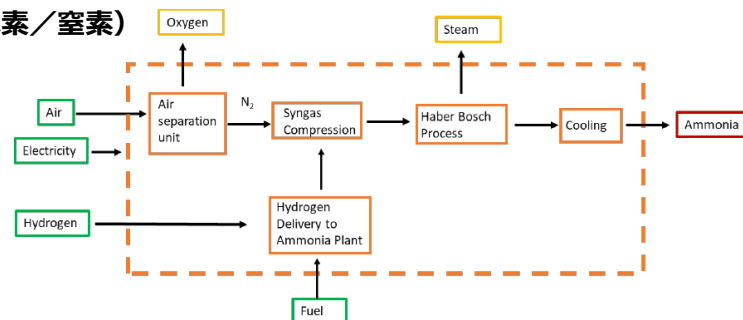 素／窒素）
Oxygen
Steam
Air
Air
separation
unit
N₂
Syngas
Compression
Haber Bosch
Process
Cooling
Ammonia
Electricity
Hydrogen
Hydrogen
Delivery to
Ammonia Plant
Fuel